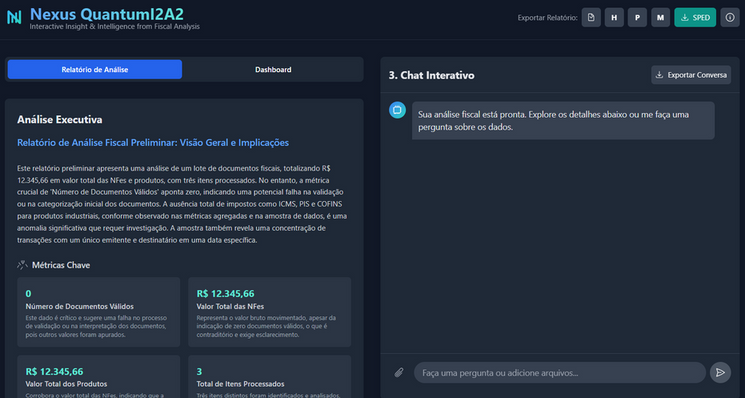 Nexus QuantumI2A2
Interactive Insight & Intelligence from Fiscal Analysis
Exportar Relatório:
H
P
M
SPED
Relatório de Análise
Dashboard
Análise Executiva
Relatório de Análise Fiscal Preliminar: Visão Geral e Implicações
Este relatório preliminar apresenta uma análise de um lote de documentos fiscais, totalizando R$
12.345,66 em valor total das NFes e produtos, com três itens processados. No entanto, a métrica
crucial de 'Número de Documentos Válidos' aponta zero, indicando uma potencial falha na validação
ou na categorização inicial dos documentos. A ausência total de impostos como ICMS, PIS e COFINS
para produtos industriais, conforme observado nas métricas agregadas e na amostra de dados, é uma
anomalia significativa que requer investigação. A amostra também revela uma concentração de
transações com um único emitente e destinatário em uma data específica.
Métricas Chave
0
Número de Documentos Válidos
Este dado é crítico e sugere uma falha no processo
de validação ou na interpretação dos documentos,
pois outros valores foram apurados.
R$ 12.345,66
Valor Total das NFes
Representa o valor bruto movimentado, apesar da
indicação de zero documentos válidos, o que é
contraditório e exige esclarecimento.
R$ 12.345,66
Valor Total dos Produtos
Corrobora o valor total das NFes, indicando que a
3
Total de Itens Processados
Três itens distintos foram identificados e analisados,
3. Chat Interativo
Exportar Conversa
Sua análise fiscal está pronta. Explore os detalhes abaixo ou me faça uma
pergunta sobre os dados.
Faça uma pergunta ou adicione arquivos...